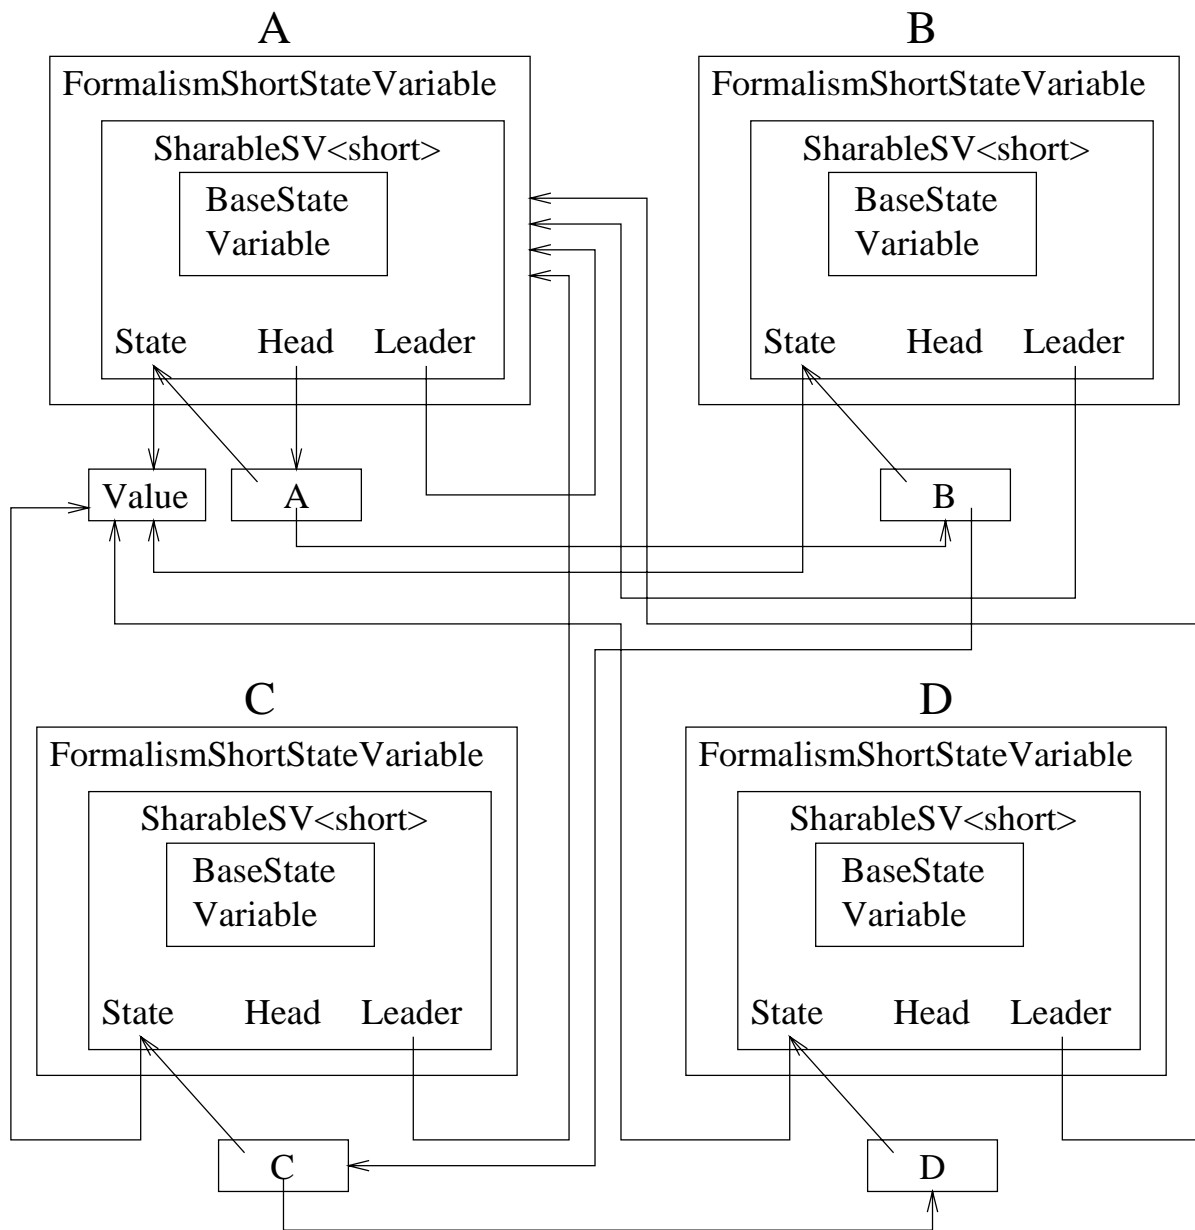 A
FormalismShortStateVariable
SharableSV<short>
BaseState
Variable
State Head Leader
Value
A
B
FormalismShortStateVariable
SharableSV<short>
BaseState
Variable
State Head Leader
B
C
FormalismShortStateVariable
SharableSV<short>
BaseState
Variable
State Head Leader
C
D
FormalismShortStateVariable
SharableSV<short>
BaseState
Variable
State Head Leader
D